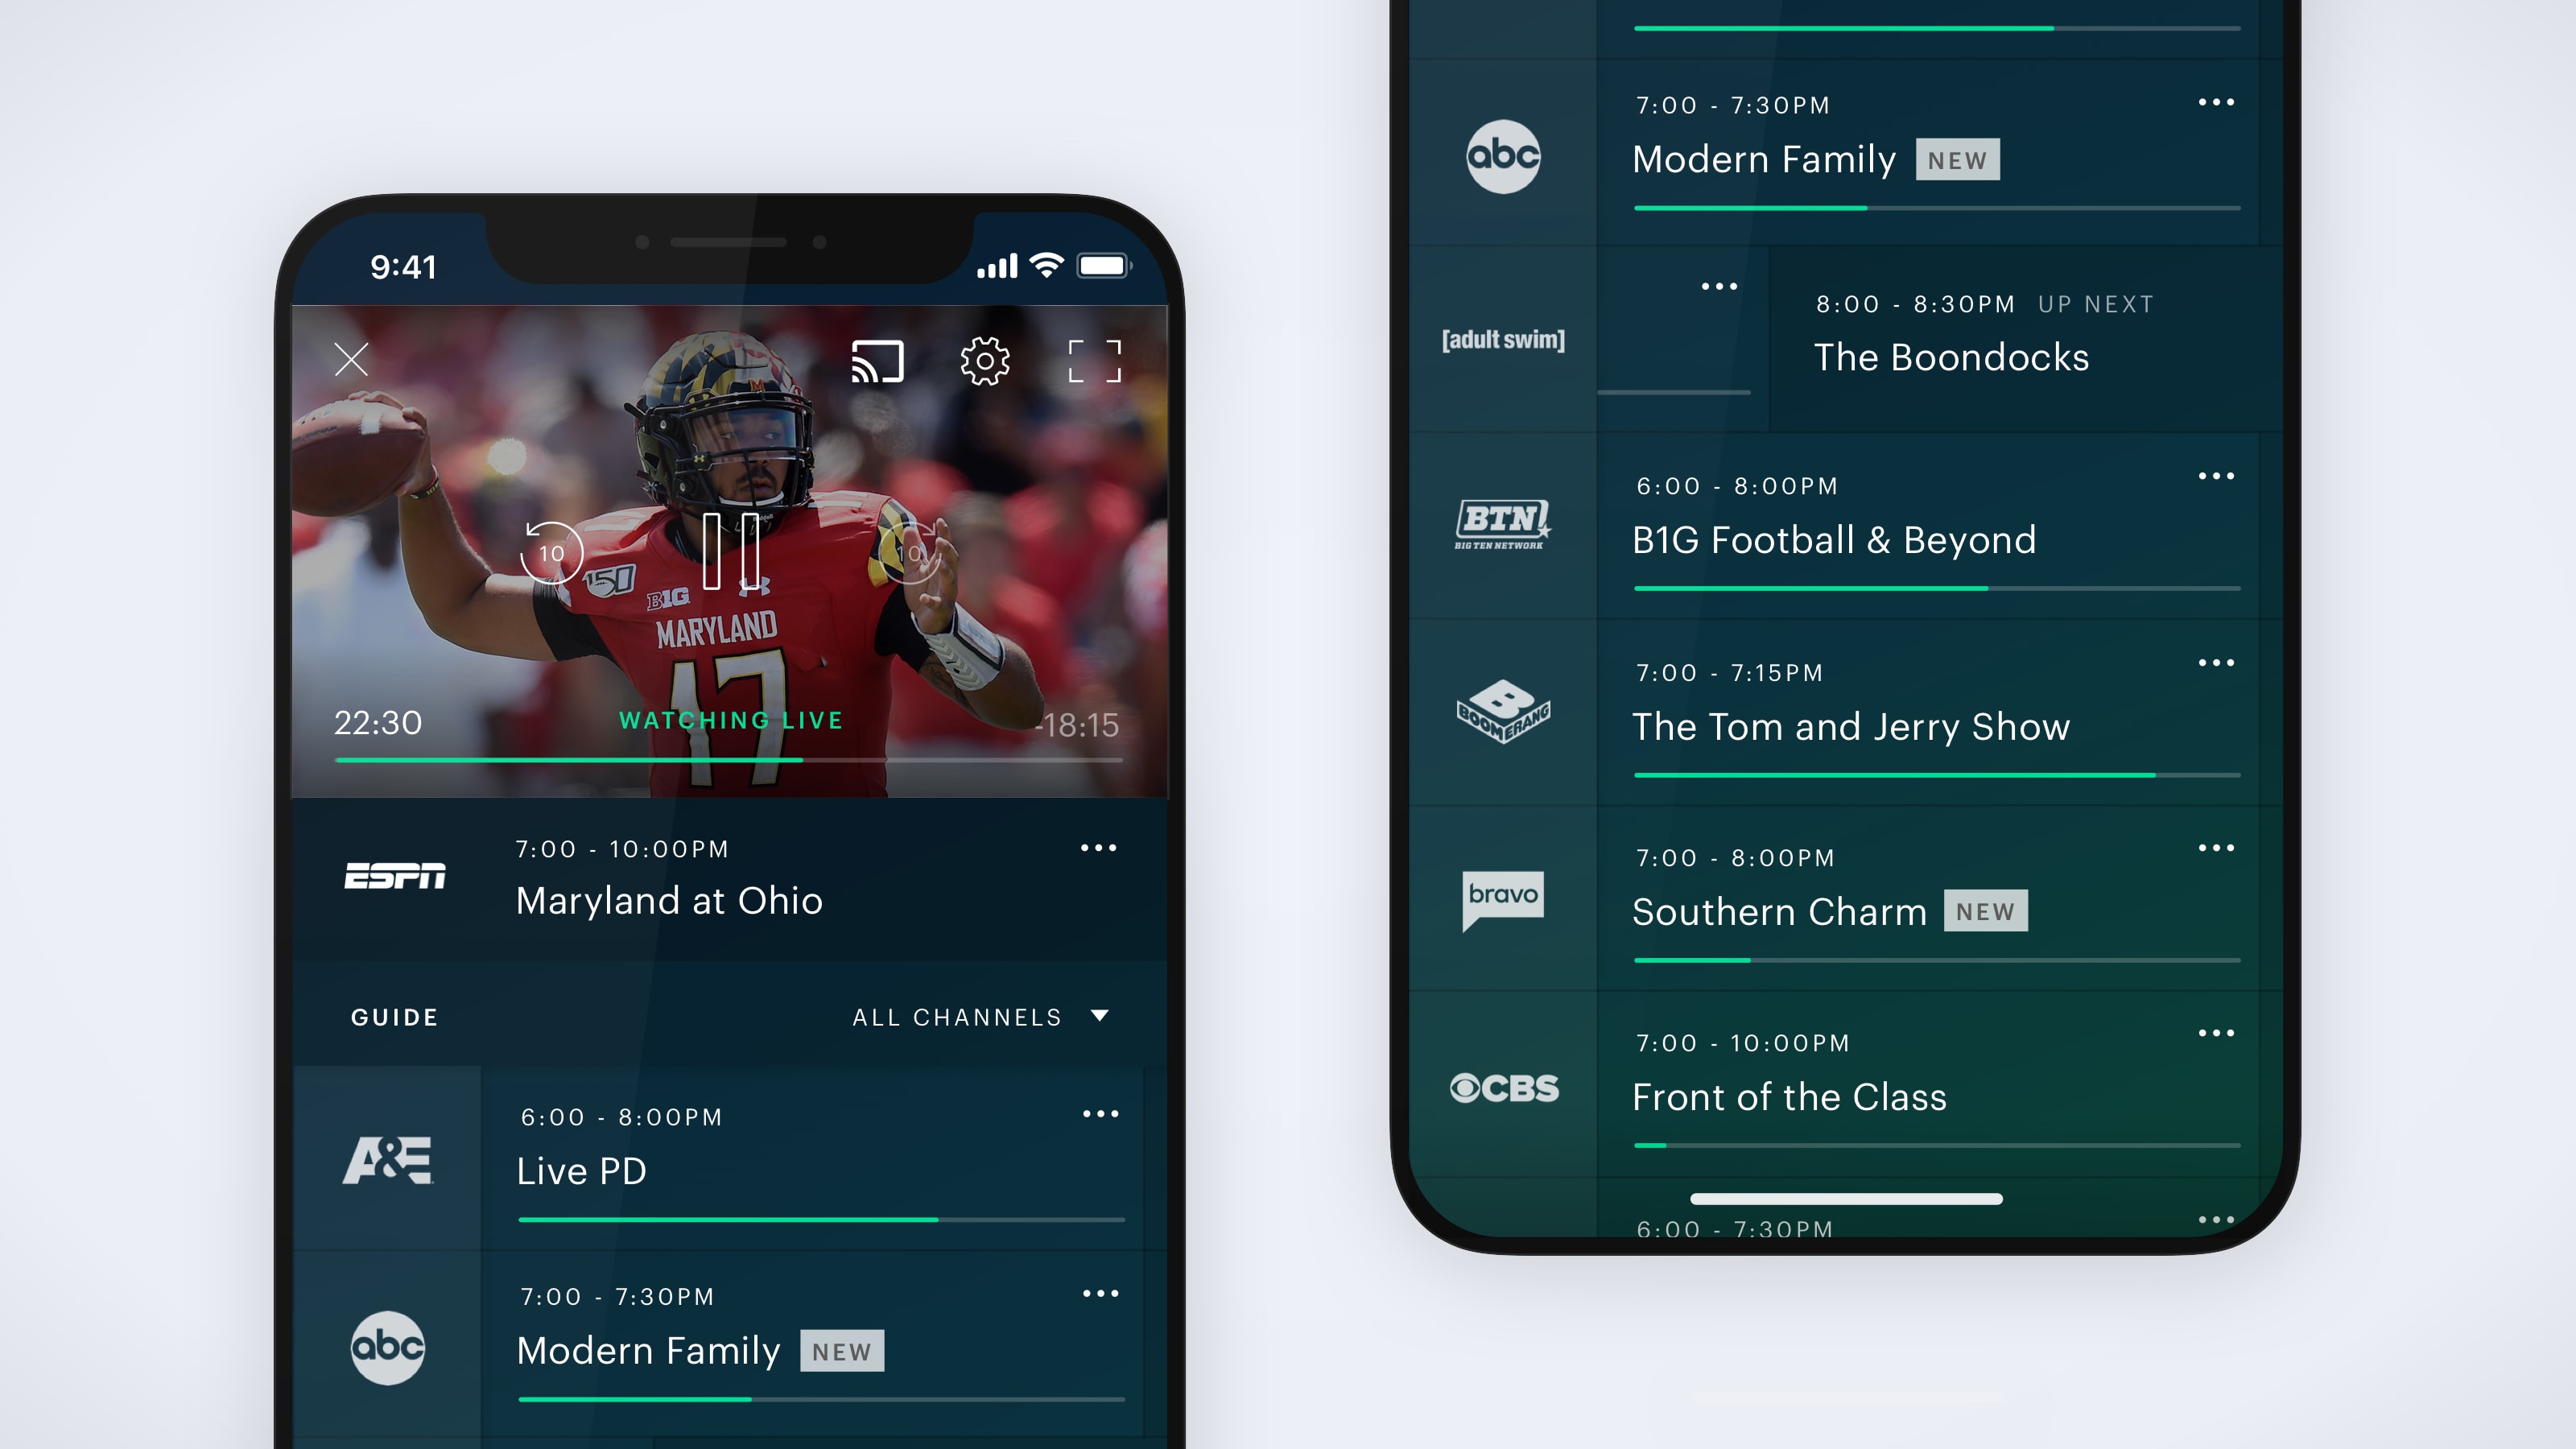 9:41
10
10
150
B1G
MARYLAND
17
22:30
WATCHING LIVE
-18:15
ESPN
7:00 - 10:00PM
Maryland at Ohio
GUIDE
ALL CHANNELS
A&E
6:00 - 8:00PM
Live PD
abc
7:00 - 7:30PM
Modern Family NEW
abc
7:00 - 7:30PM
Modern Family NEW
[adult swim]
8:00 - 8:30PM UP NEXT
The Boondocks
BTN
BIG TEN NETWORK
6:00 - 8:00PM
B1G Football & Beyond
B
BOOMERANG
7:00 - 7:15PM
The Tom and Jerry Show
bravo
7:00 - 8:00PM
Southern Charm NEW
CBS
7:00 - 10:00PM
Front of the Class
6:00 - 7:30PM